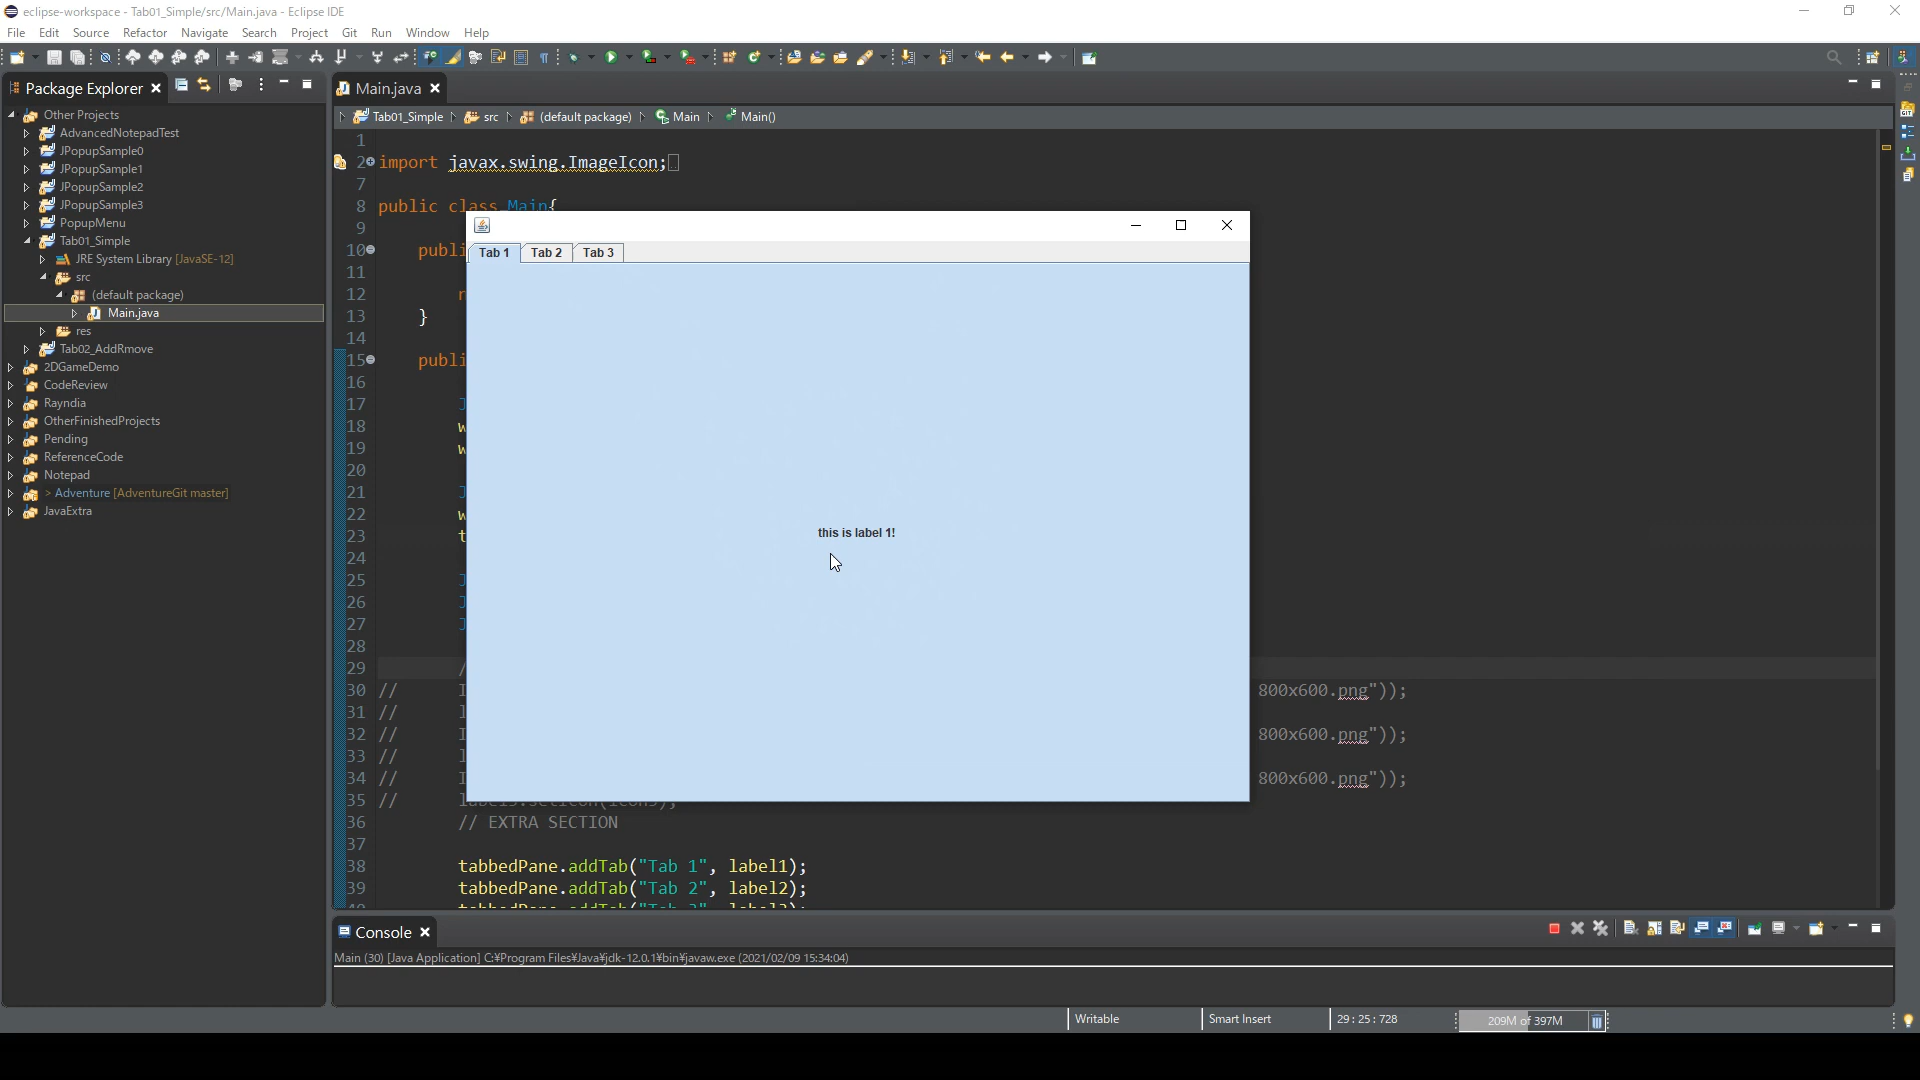 eclipse-workspace - Tab01_Simple/src/Main.java - Eclipse IDE
File Edit Source Refactor Navigate Search Project Git Run Window Help
Package Explorer
Main.java
Tab01_Simple src (default package) Main Main()
Other Projects
AdvancedNotepadTest
JPopupSample0
JPopupSample1
JPopupSample2
JPopupSample3
PopupMenu
Tab01_Simple
JRE System Library [JavaSE-12]
src
(default package)
Main.java
res
Tab02_AddRmove
2DGameDemo
CodeReview
Rayndia
OtherFinishedProjects
Pending
ReferenceCode
Notepad
> Adventure [AdventureGit master]
JavaExtra
1
2 import javax.swing.ImageIcon;
7
8 public class Main{
9
10 publi
11
12
13 }
14
15 publi
16
17 J
18 w
19 w
20
21 J
22 w
23 t
24
25 J
26 J
27 J
28
29 /
30 // I 800x600.png"));
31 // l
32 // I 800x600.png"));
33 // l
34 // I 800x600.png"));
35 //
36 // EXTRA SECTION
37
38 tabbedPane.addTab("Tab 1", label1);
39 tabbedPane.addTab("Tab 2", label2);
Tab 1 Tab 2 Tab 3
this is label 1!
Console
Main (30) [Java Application] C:¥Program Files¥Java¥jdk-12.0.1¥bin¥javaw.exe (2021/02/09 15:34:04)
Writable Smart Insert 29 : 25 : 728 209M of 397M